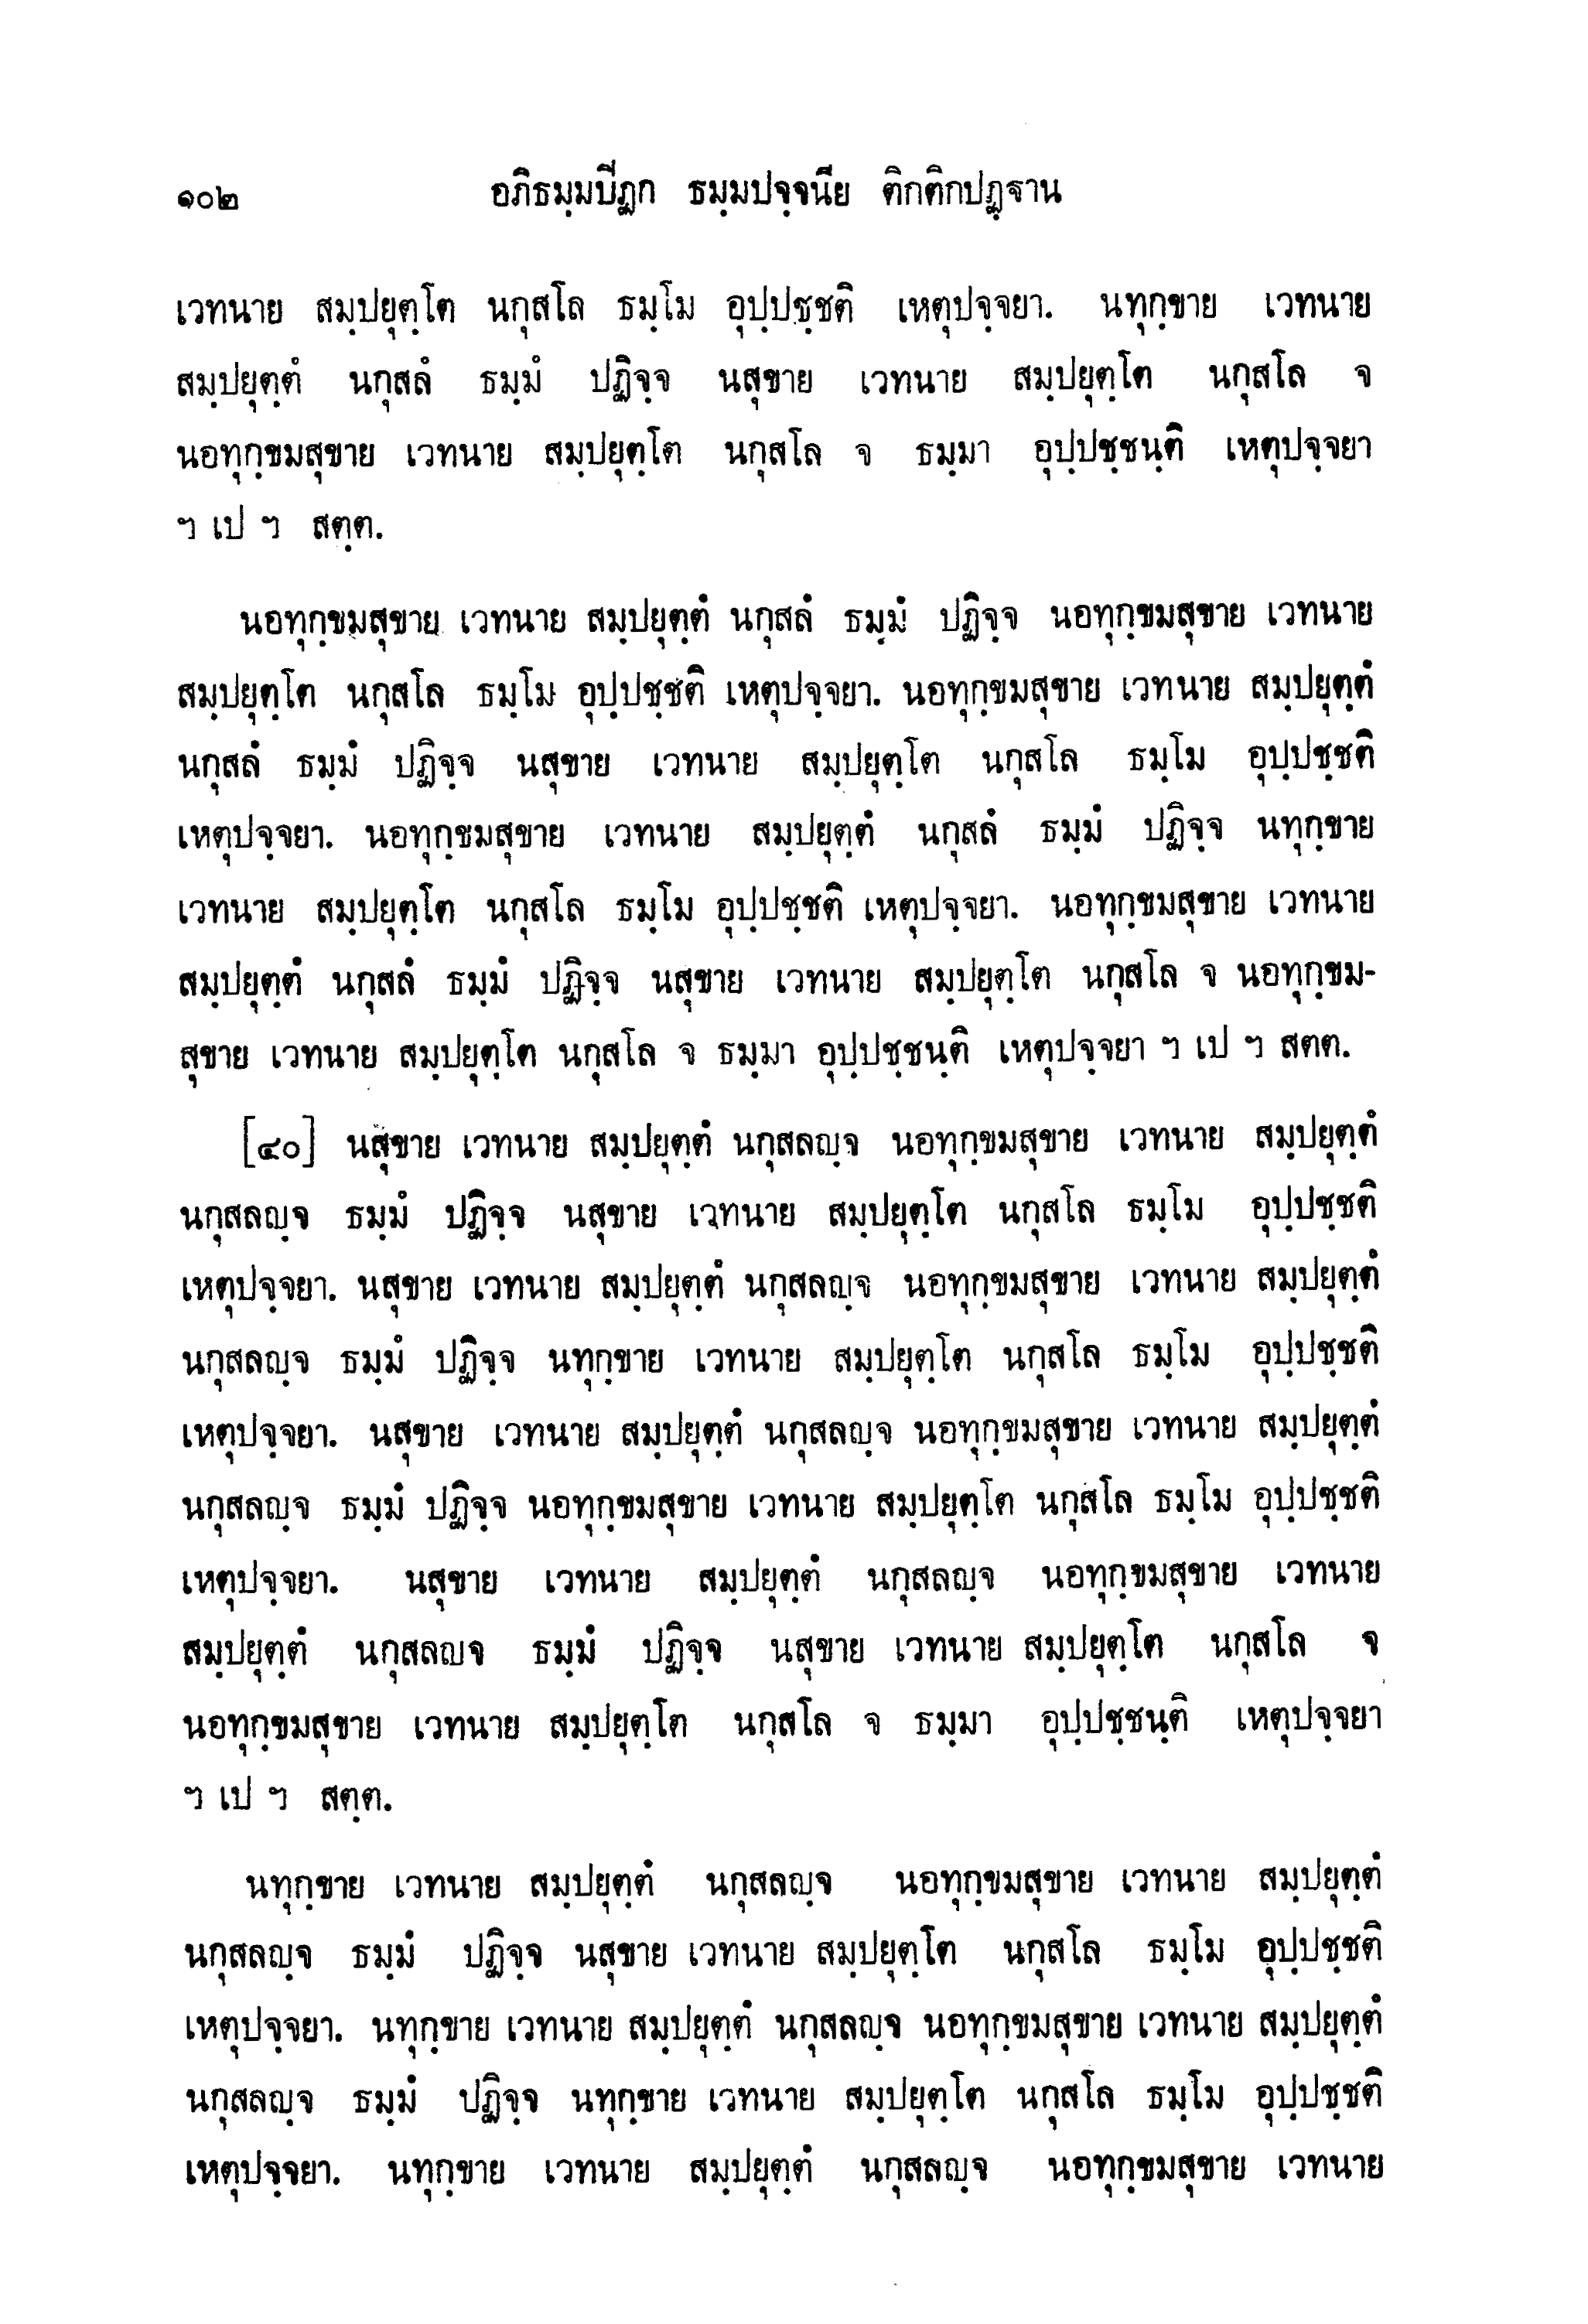 ๑๐๒ อภิธมฺมปีฏก ธมฺมปจฺจนีย ติกติกปฏฺฐาน
เวทนาย สมฺปยุตฺโต นกุสโล ธมฺโม อุปฺปชฺชติ เหตุปจฺจยา. นทุกฺขาย เวทนาย
สมฺปยุตฺตํ นกุสลํ ธมฺมํ ปฏิจฺจ นสุขาย เวทนาย สมฺปยุตฺโต นกุสโล จ
นอทุกฺขมสุขาย เวทนาย สมฺปยุตฺโต นกุสโล จ ธมฺมา อุปฺปชฺชนฺติ เหตุปจฺจยา
ฯ เป ฯ สตฺต.
นอทุกฺขมสุขาย เวทนาย สมฺปยุตฺตํ นกุสลํ ธมฺมํ ปฏิจฺจ นอทุกฺขมสุขาย เวทนาย
สมฺปยุตฺโต นกุสโล ธมฺโม อุปฺปชฺชติ เหตุปจฺจยา. นอทุกฺขมสุขาย เวทนาย สมฺปยุตฺตํ
นกุสลํ ธมฺมํ ปฏิจฺจ นสุขาย เวทนาย สมฺปยุตฺโต นกุสโล ธมฺโม อุปฺปชฺชติ
เหตุปจฺจยา. นอทุกฺขมสุขาย เวทนาย สมฺปยุตฺตํ นกุสลํ ธมฺมํ ปฏิจฺจ นทุกฺขาย
เวทนาย สมฺปยุตฺโต นกุสโล ธมฺโม อุปฺปชฺชติ เหตุปจฺจยา. นอทุกฺขมสุขาย เวทนาย
สมฺปยุตฺตํ นกุสลํ ธมฺมํ ปฏิจฺจ นสุขาย เวทนาย สมฺปยุตฺโต นกุสโล จ นอทุกฺขม-
สุขาย เวทนาย สมฺปยุตฺโต นกุสโล จ ธมฺมา อุปฺปชฺชนฺติ เหตุปจฺจยา ฯ เป ฯ สตต.
[๔๐] นสุขาย เวทนาย สมฺปยุตฺตํ นกุสลญฺจ นอทุกฺขมสุขาย เวทนาย สมฺปยุตฺตํ
นกุสลญฺจ ธมฺมํ ปฏิจฺจ นสุขาย เวทนาย สมฺปยุตฺโต นกุสโล ธมฺโม อุปฺปชฺชติ
เหตุปจฺจยา. นสุขาย เวทนาย สมฺปยุตฺตํ นกุสลญฺจ นอทุกฺขมสุขาย เวทนาย สมฺปยุตฺตํ
นกุสลญฺจ ธมฺมํ ปฏิจฺจ นทุกฺขาย เวทนาย สมฺปยุตฺโต นกุสโล ธมฺโม อุปฺปชฺชติ
เหตุปจฺจยา. นสุขาย เวทนาย สมฺปยุตฺตํ นกุสลญฺจ นอทุกฺขมสุขาย เวทนาย สมฺปยุตฺตํ
นกุสลญฺจ ธมฺมํ ปฏิจฺจ นอทุกฺขมสุขาย เวทนาย สมฺปยุตฺโต นกุสโล ธมฺโม อุปฺปชฺชติ
เหตุปจฺจยา. นสุขาย เวทนาย สมฺปยุตฺตํ นกุสลญฺจ นอทุกฺขมสุขาย เวทนาย
สมฺปยุตฺตํ นกุสลญจ ธมฺมํ ปฏิจฺจ นสุขาย เวทนาย สมฺปยุตฺโต นกุสโล จ
นอทุกฺขมสุขาย เวทนาย สมฺปยุตฺโต นกุสโล จ ธมฺมา อุปฺปชฺชนฺติ เหตุปจฺจยา
ฯ เป ฯ สตฺต.
นทุกฺขาย เวทนาย สมฺปยุตฺตํ นกุสลญฺจ นอทุกฺขมสุขาย เวทนาย สมฺปยุตฺตํ
นกุสลญฺจ ธมฺมํ ปฏิจฺจ นสุขาย เวทนาย สมฺปยุตฺโต นกุสโล ธมฺโม อุปฺปชฺชติ
เหตุปจฺจยา. นทุกฺขาย เวทนาย สมฺปยุตฺตํ นกุสลญฺจ นอทุกฺขมสุขาย เวทนาย สมฺปยุตฺตํ
นกุสลญฺจ ธมฺมํ ปฏิจฺจ นทุกฺขาย เวทนาย สมฺปยุตฺโต นกุสโล ธมฺโม อุปฺปชฺชติ
เหตุปจฺจยา. นทุกฺขาย เวทนาย สมฺปยุตฺตํ นกุสลญฺจ นอทุกฺขมสุขาย เวทนาย